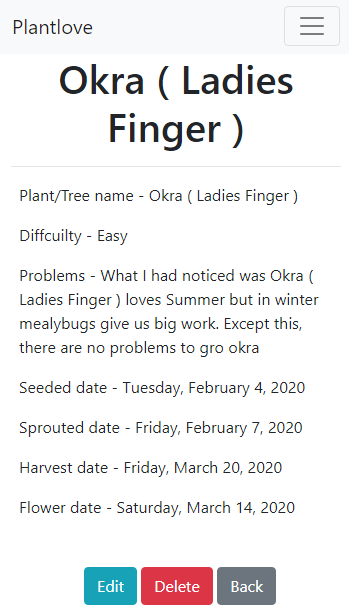 Plantlove
Okra ( Ladies
Finger )
Plant/Tree name - Okra ( Ladies Finger )
Diffcuilty - Easy
Problems - What I had noticed was Okra (
Ladies Finger ) loves Summer but in winter
mealybugs give us big work. Except this,
there are no problems to gro okra
Seeded date - Tuesday, February 4, 2020
Sprouted date - Friday, February 7, 2020
Harvest date - Friday, March 20, 2020
Flower date - Saturday, March 14, 2020
Edit Delete Back